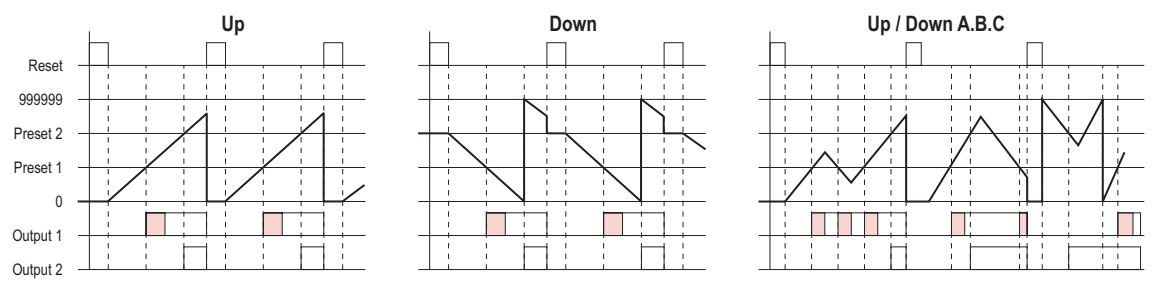 Up
Down
Up / Down A.B.C
Reset
999999
Preset 2
Preset 1
0
Output 1
Output 2